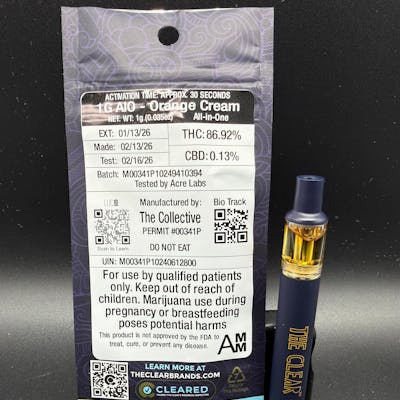 ACTIVATION TIME: APPROX. 30 SECONDS
1G AIO - Orange Cream
NET. WT: 1g (0.035oz) All-in-One
EXT: 01/13/26
Made: 02/13/26
Test: 02/16/26
THC: 86.92%
CBD: 0.13%
Batch: M00341P10249410394
Tested by Acre Labs
Scan to Learn
Manufactured by:
The Collective
PERMIT #00341P
DO NOT EAT
Bio Track
UIN: M00341P10240612800
For use by qualified patients
only. Keep out of reach of
children. Marijuana use during
pregnancy or breastfeeding
poses potential harms
This product is not approved by the FDA to
treat, cure, or prevent any disease.
AMM
LEARN MORE AT
THECLEARBRANDS.COM
CLEARED
THE CLEAR